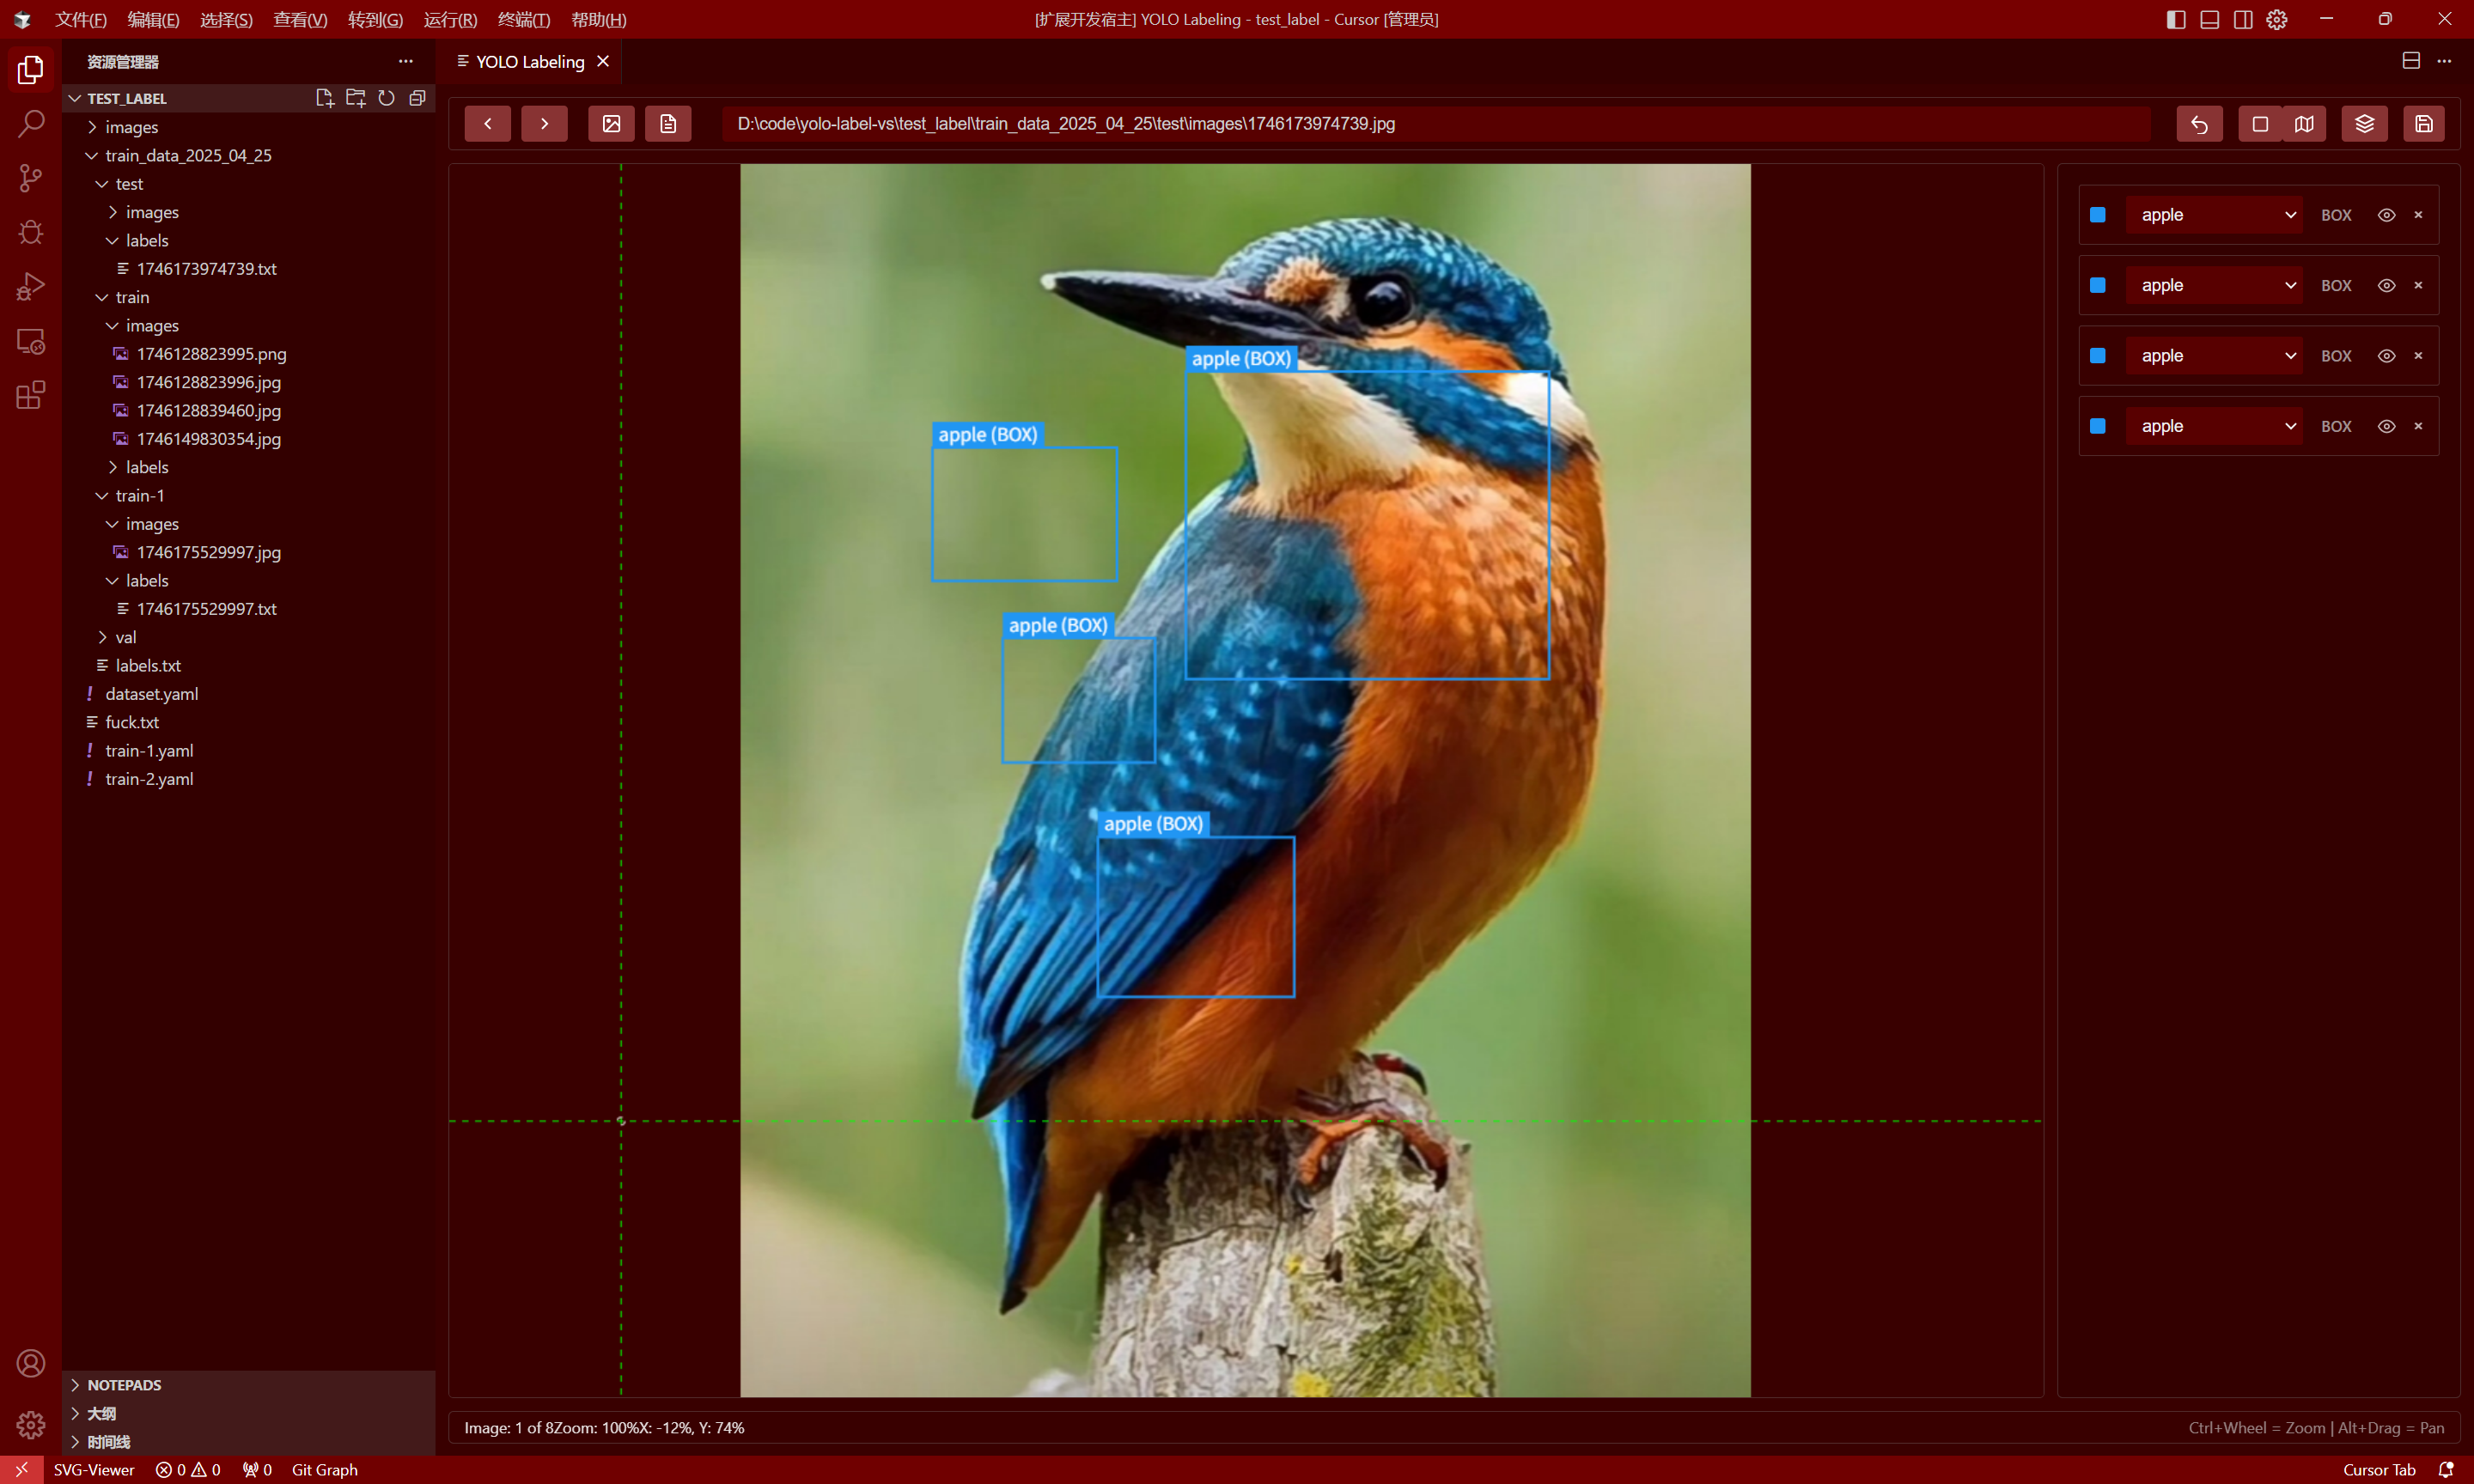 文件(F) 编辑(E) 选择(S) 查看(V) 转到(G) 运行(R) 终端(T) 帮助(H)
[扩展开发宿主] YOLO Labeling - test_label - Cursor [管理员]
资源管理器
TEST_LABEL
images
train_data_2025_04_25
test
images
labels
1746173974739.txt
train
images
1746128823995.png
1746128823996.jpg
1746128839460.jpg
1746149830354.jpg
labels
train-1
images
1746175529997.jpg
labels
1746175529997.txt
val
labels.txt
dataset.yaml
fuck.txt
train-1.yaml
train-2.yaml
NOTEPADS
大纲
时间线
YOLO Labeling
D:\code\yolo-label-vs\test_label\train_data_2025_04_25\test\images\1746173974739.jpg
apple (BOX)
apple (BOX)
apple (BOX)
apple (BOX)
apple BOX
apple BOX
apple BOX
apple BOX
Image: 1 of 8Zoom: 100%X: -12%, Y: 74%
Ctrl+Wheel = Zoom | Alt+Drag = Pan
SVG-Viewer 0 0 0 Git Graph
Cursor Tab